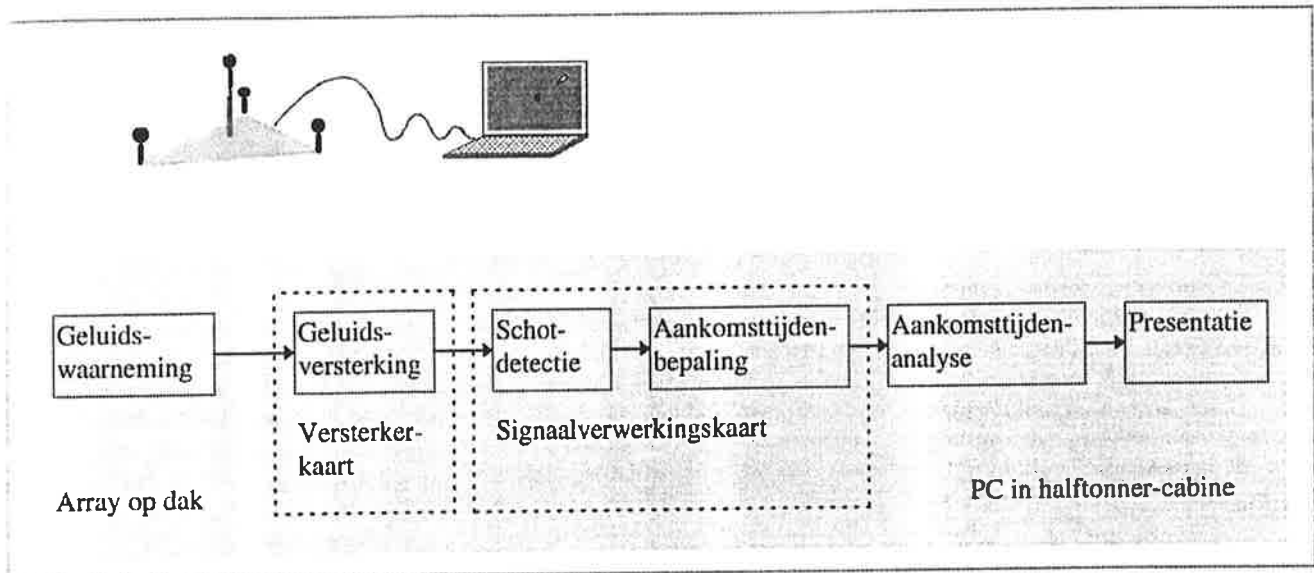 Geluids-
waarneming
Geluids-
versterking
Schot-
detectie
Aankomsttijden-
bepaling
Aankomsttijden-
analyse
Presentatie
Versterker-
kaart
Signaalverwerkingskaart
Array op dak
PC in halftonner-cabine